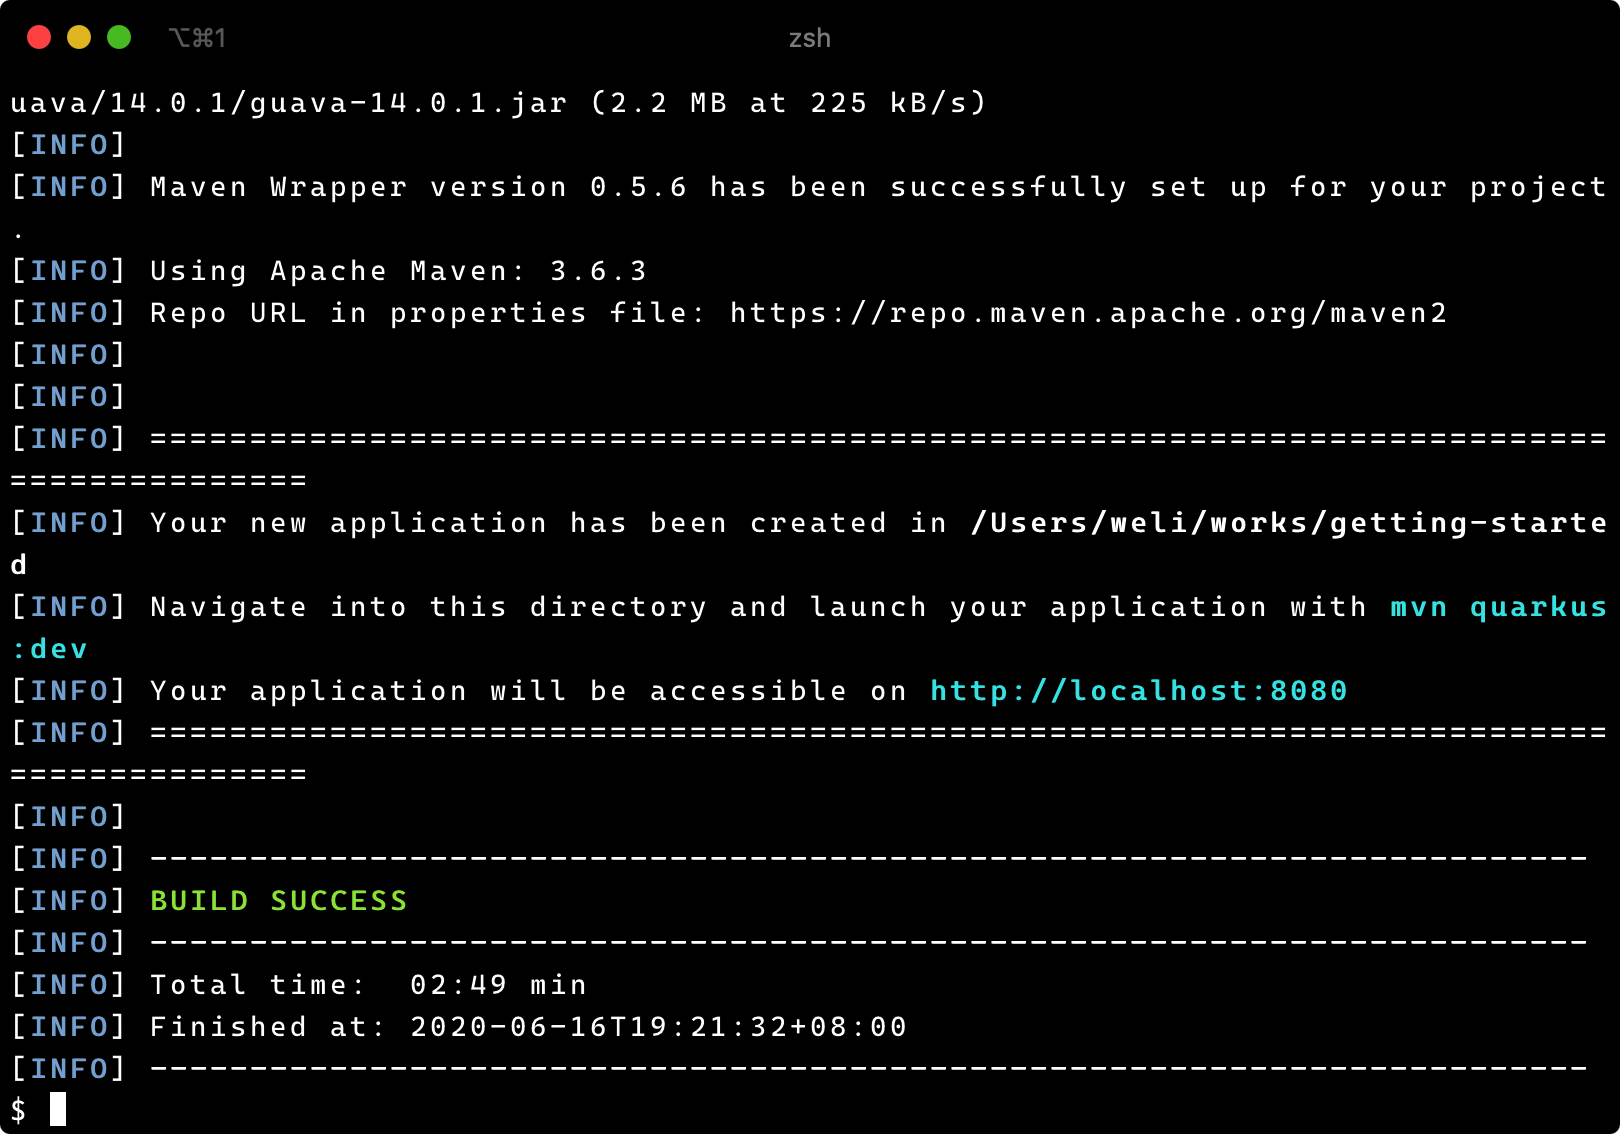 ⌥⌘1
zsh
uava/14.0.1/guava-14.0.1.jar (2.2 MB at 225 kB/s)
[INFO]
[INFO] Maven Wrapper version 0.5.6 has been successfully set up for your project
.
[INFO] Using Apache Maven: 3.6.3
[INFO] Repo URL in properties file: https://repo.maven.apache.org/maven2
[INFO]
[INFO]
[INFO] =========================================================================
===============
[INFO] Your new application has been created in /Users/weli/works/getting-starte
d
[INFO] Navigate into this directory and launch your application with mvn quarkus
:dev
[INFO] Your application will be accessible on http://localhost:8080
[INFO] =========================================================================
===============
[INFO]
[INFO] ------------------------------------------------------------------------
[INFO] BUILD SUCCESS
[INFO] ------------------------------------------------------------------------
[INFO] Total time:  02:49 min
[INFO] Finished at: 2020-06-16T19:21:32+08:00
[INFO] ------------------------------------------------------------------------
$